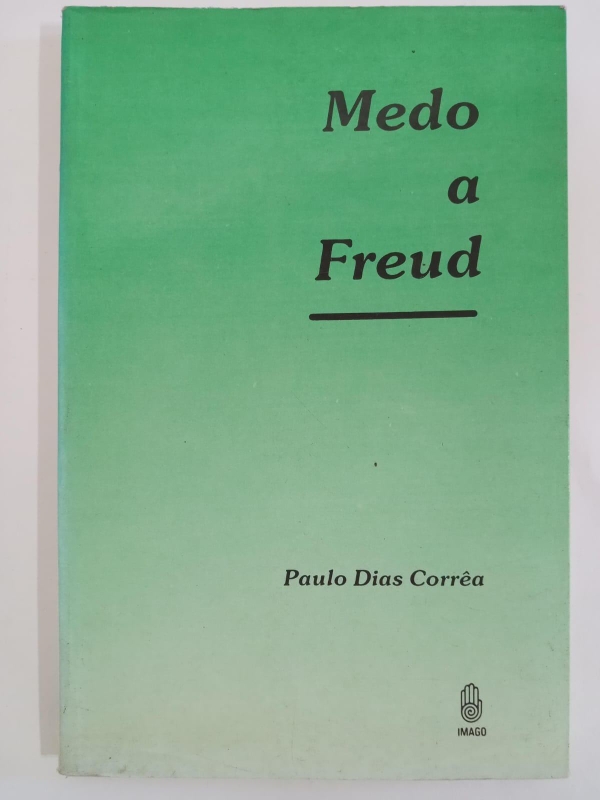 Medo
a
Freud
Paulo Dias Corrêa
IMAGO